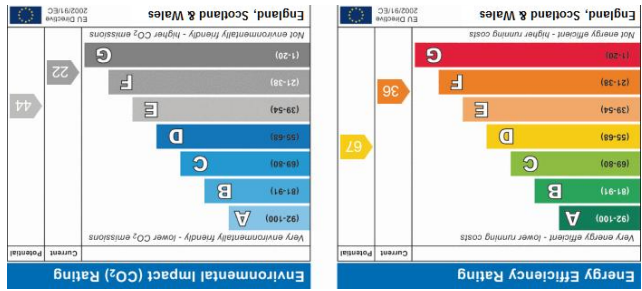 Energy Efficiency Rating
Current Potential
Very energy efficient - lower running costs
(92-100) A
(81-91) B
(69-80) C
(55-68) D
67
(39-54) E
(21-38) F
36
(1-20) G
Not energy efficient - higher running costs
England, Scotland & Wales
EU Directive
2002/91/EC
Environmental Impact (CO₂) Rating
Current Potential
Very environmentally friendly - lower CO₂ emissions
(92-100) A
(81-91) B
(69-80) C
(55-68) D
(39-54) E
44
(21-38) F
22
(1-20) G
Not environmentally friendly - higher CO₂ emissions
England, Scotland & Wales
EU Directive
2002/91/EC